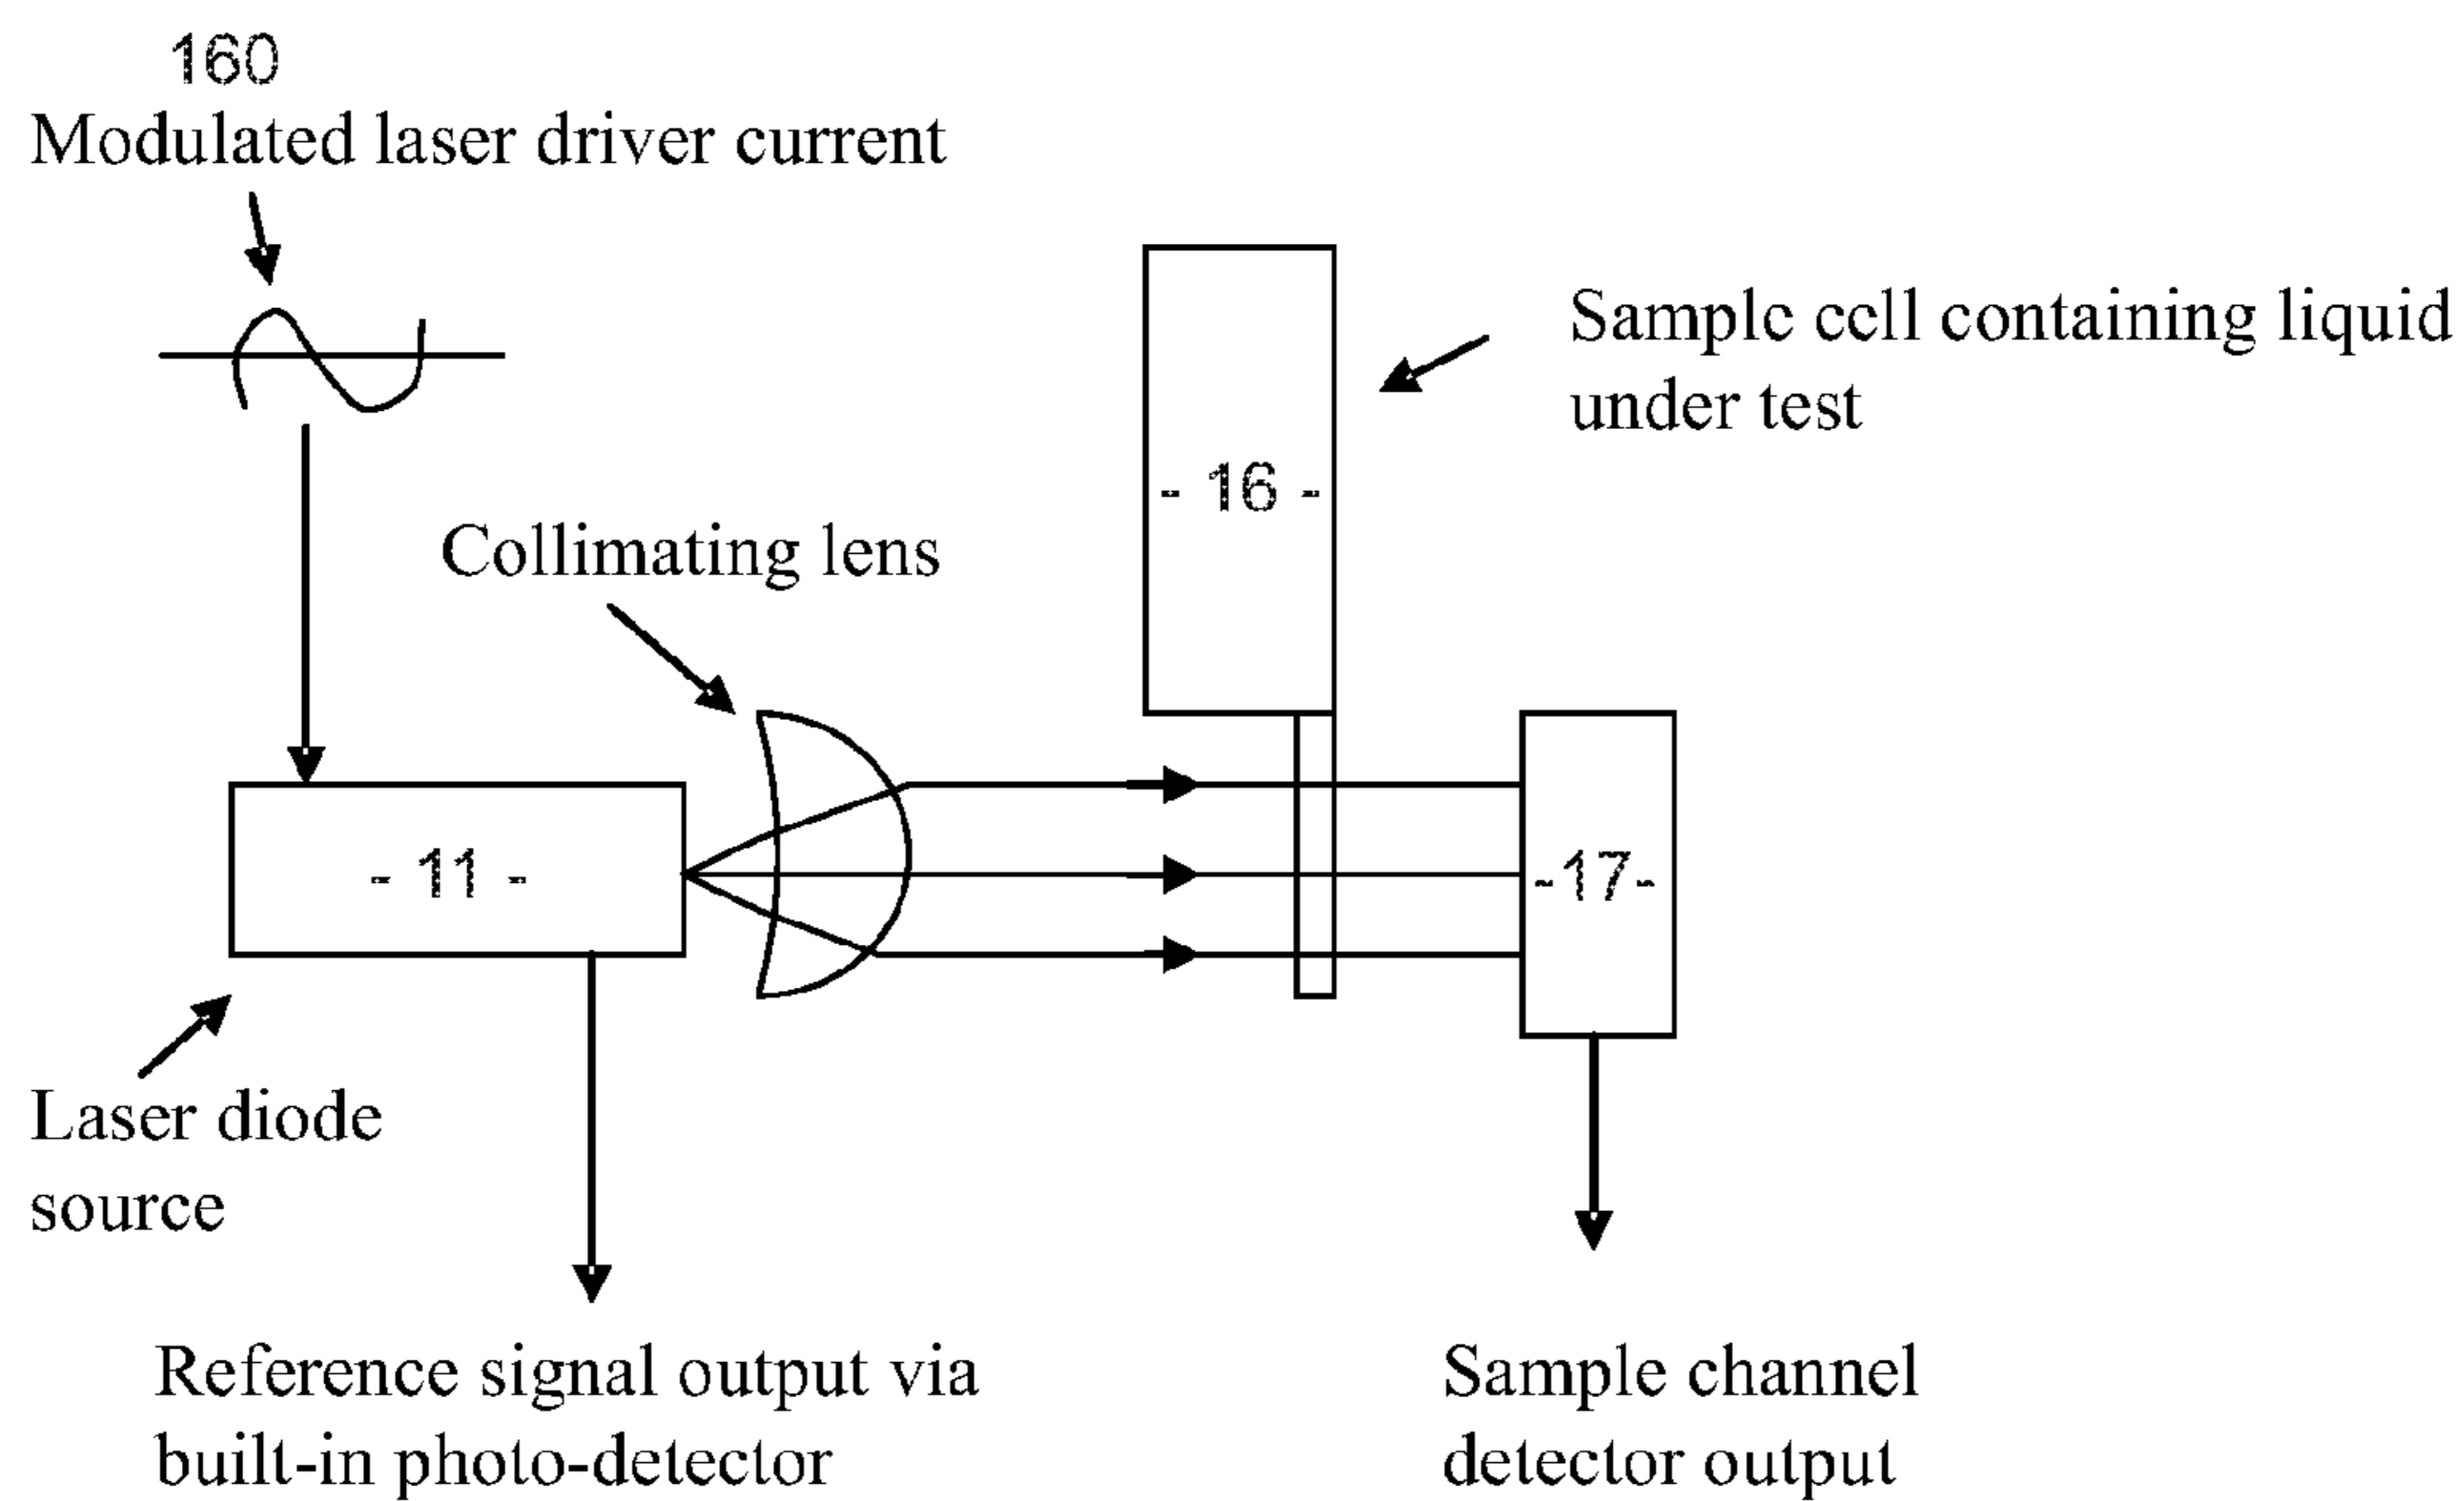 160
Modulated laser driver current
Sample cell containing liquid
under test
- 16 -
Collimating lens
- 11 -
-17-
Laser diode
source
Reference signal output via
built-in photo-detector
Sample channel
detector output